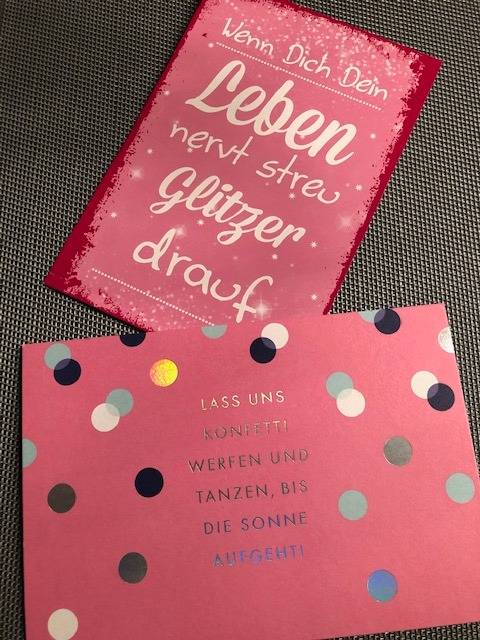 Wenn Dich Dein
Leben
nervt streu
Glitzer
drauf
LASS UNS
KONFETTI
WERFEN UND
TANZEN, BIS
DIE SONNE
AUFGEHT!